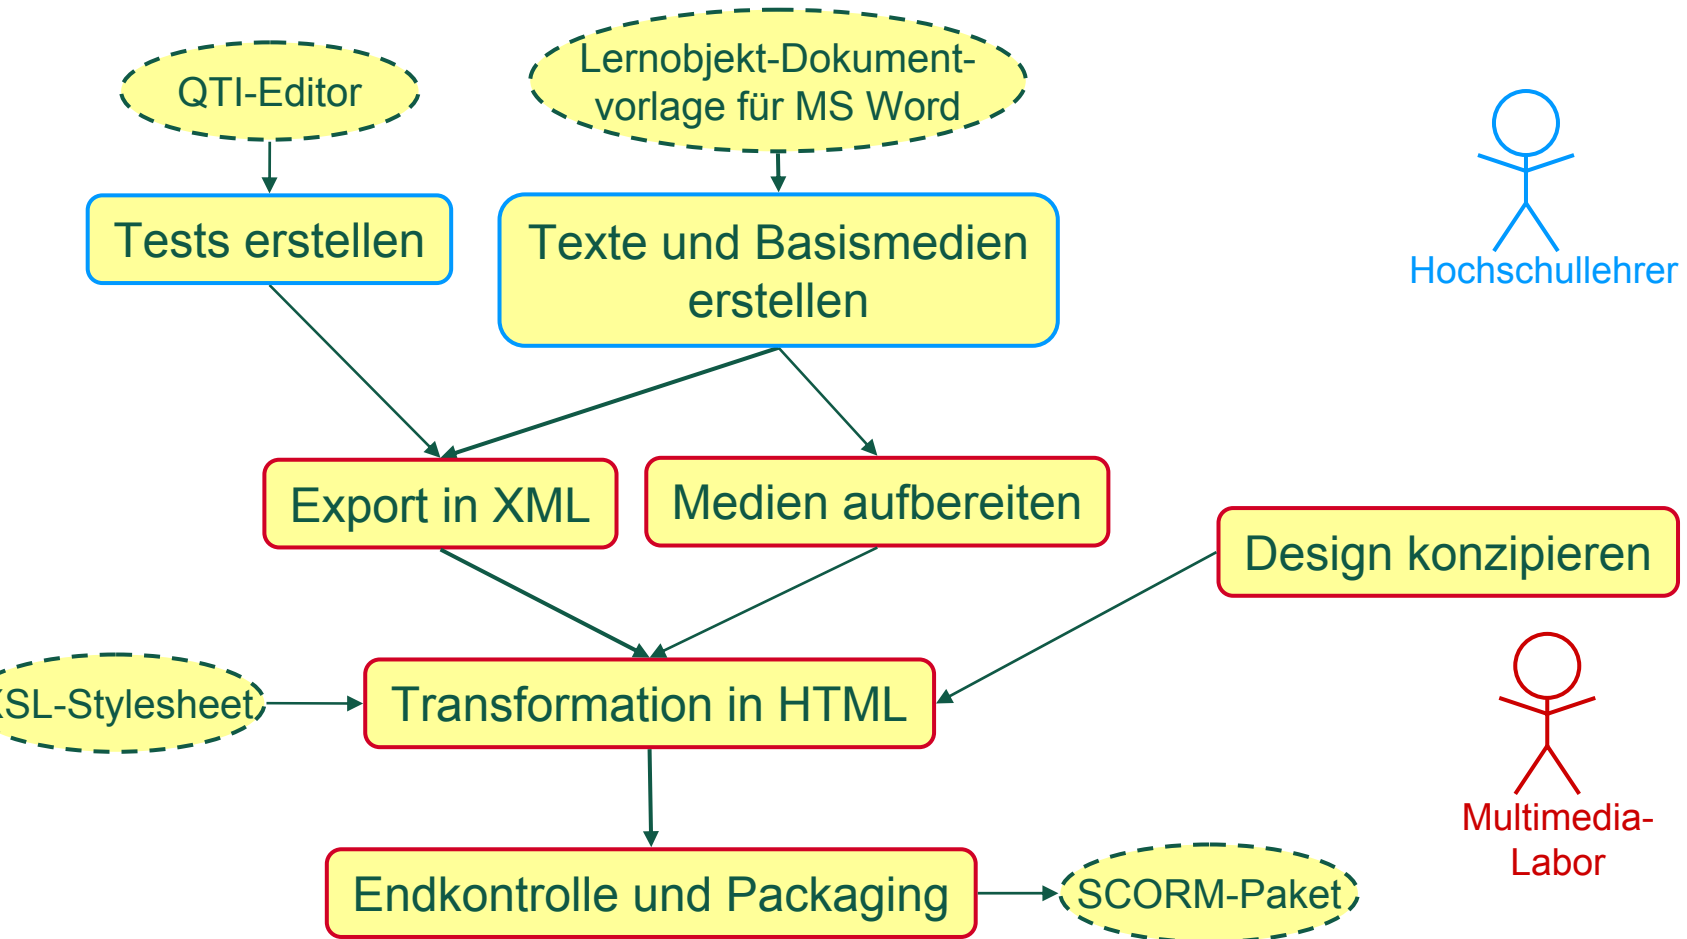 QTI-Editor
Lernobjekt-Dokument-
vorlage für MS Word
Tests erstellen
Texte und Basismedien
erstellen
Hochschullehrer
Export in XML
Medien aufbereiten
Design konzipieren
XSL-Stylesheet
Transformation in HTML
Multimedia-
Labor
Endkontrolle und Packaging
SCORM-Paket